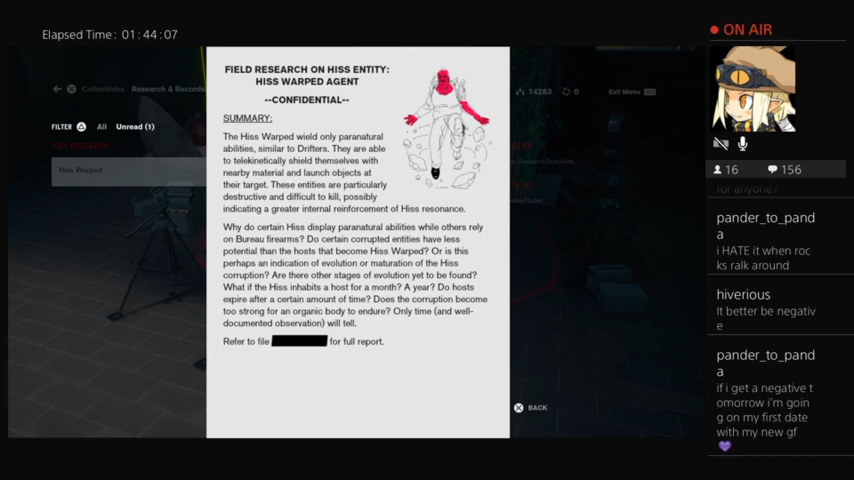 Elapsed Time : 01:44:07
ON AIR
16
156
Collectibles
Research & Records
14283
0
Exit Menu
FILTER
All
Unread (1)
HISS RESEARCH
Hiss Warped
FIELD RESEARCH ON HISS ENTITY:
HISS WARPED AGENT
--CONFIDENTIAL--
SUMMARY:
The Hiss Warped wield only paranatural
abilities, similar to Drifters. They are able
to telekinetically shield themselves with
nearby material and launch objects at
their target. These entities are particularly
destructive and difficult to kill, possibly
indicating a greater internal reinforcement of Hiss resonance.
Why do certain Hiss display paranatural abilities while others rely
on Bureau firearms? Do certain corrupted entities have less
potential than the hosts that become Hiss Warped? Or is this
perhaps an indication of evolution or maturation of the Hiss
corruption? Are there other stages of evolution yet to be found?
What if the Hiss inhabits a host for a month? A year? Do hosts
expire after a certain amount of time? Does the corruption become
too strong for an organic body to endure? Only time (and well-
documented observation) will tell.
Refer to file for full report.
BACK
for anyone?
pander_to_pand
a
i HATE it when roc
ks ralk around
hiverious
It better be negativ
e
pander_to_pand
a
if i get a negative t
omorrow i'm goin
g on my first date
with my new gf
💜